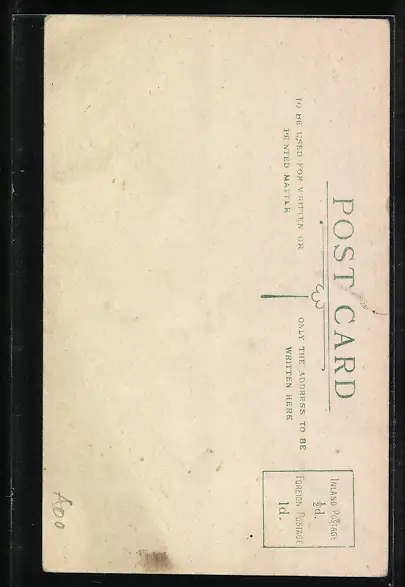 POST CARD
TO BE USED FOR WRITTEN OR
PRINTED MATTER
ONLY THE ADDRESS TO BE
WRITTEN HERE
INLAND POSTAGE
½d.
FOREIGN POSTAGE
1d.